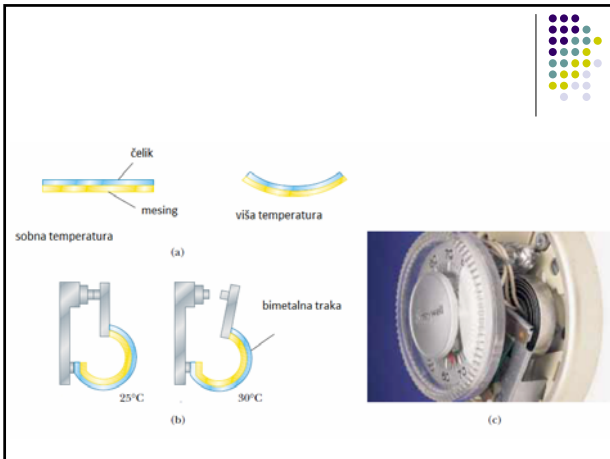 čelik
mesing
sobna temperatura
viša temperatura
(a)
bimetalna traka
25°C
30°C
(b)
(c)